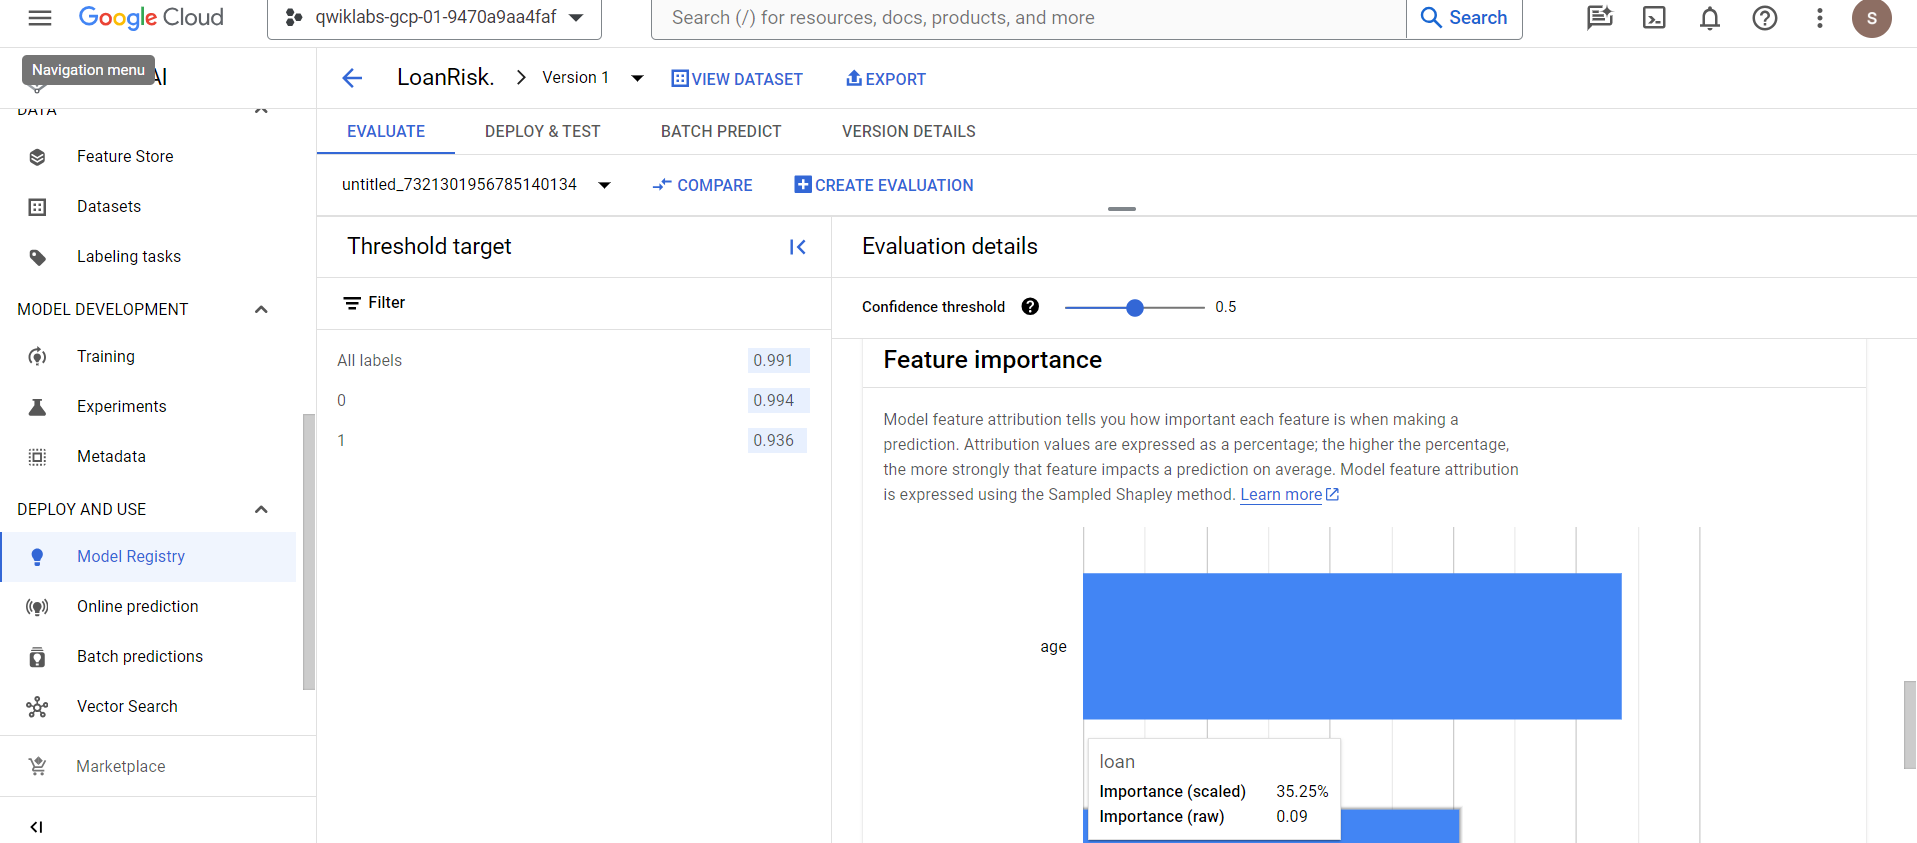 Google Cloud
qwiklabs-gcp-01-9470a9aa4faf
Search (/) for resources, docs, products, and more
Search
S
Navigation menu
AI
LoanRisk.
Version 1
VIEW DATASET
EXPORT
DATA
Feature Store
Datasets
Labeling tasks
MODEL DEVELOPMENT
Training
Experiments
Metadata
DEPLOY AND USE
Model Registry
Online prediction
Batch predictions
Vector Search
Marketplace
EVALUATE
DEPLOY & TEST
BATCH PREDICT
VERSION DETAILS
untitled_7321301956785140134
COMPARE
CREATE EVALUATION
Threshold target
Filter
All labels 0.991
0 0.994
1 0.936
Evaluation details
Confidence threshold
0.5
Feature importance
Model feature attribution tells you how important each feature is when making a
prediction. Attribution values are expressed as a percentage; the higher the percentage,
the more strongly that feature impacts a prediction on average. Model feature attribution
is expressed using the Sampled Shapley method. Learn more
age
loan
Importance (scaled) 35.25%
Importance (raw) 0.09